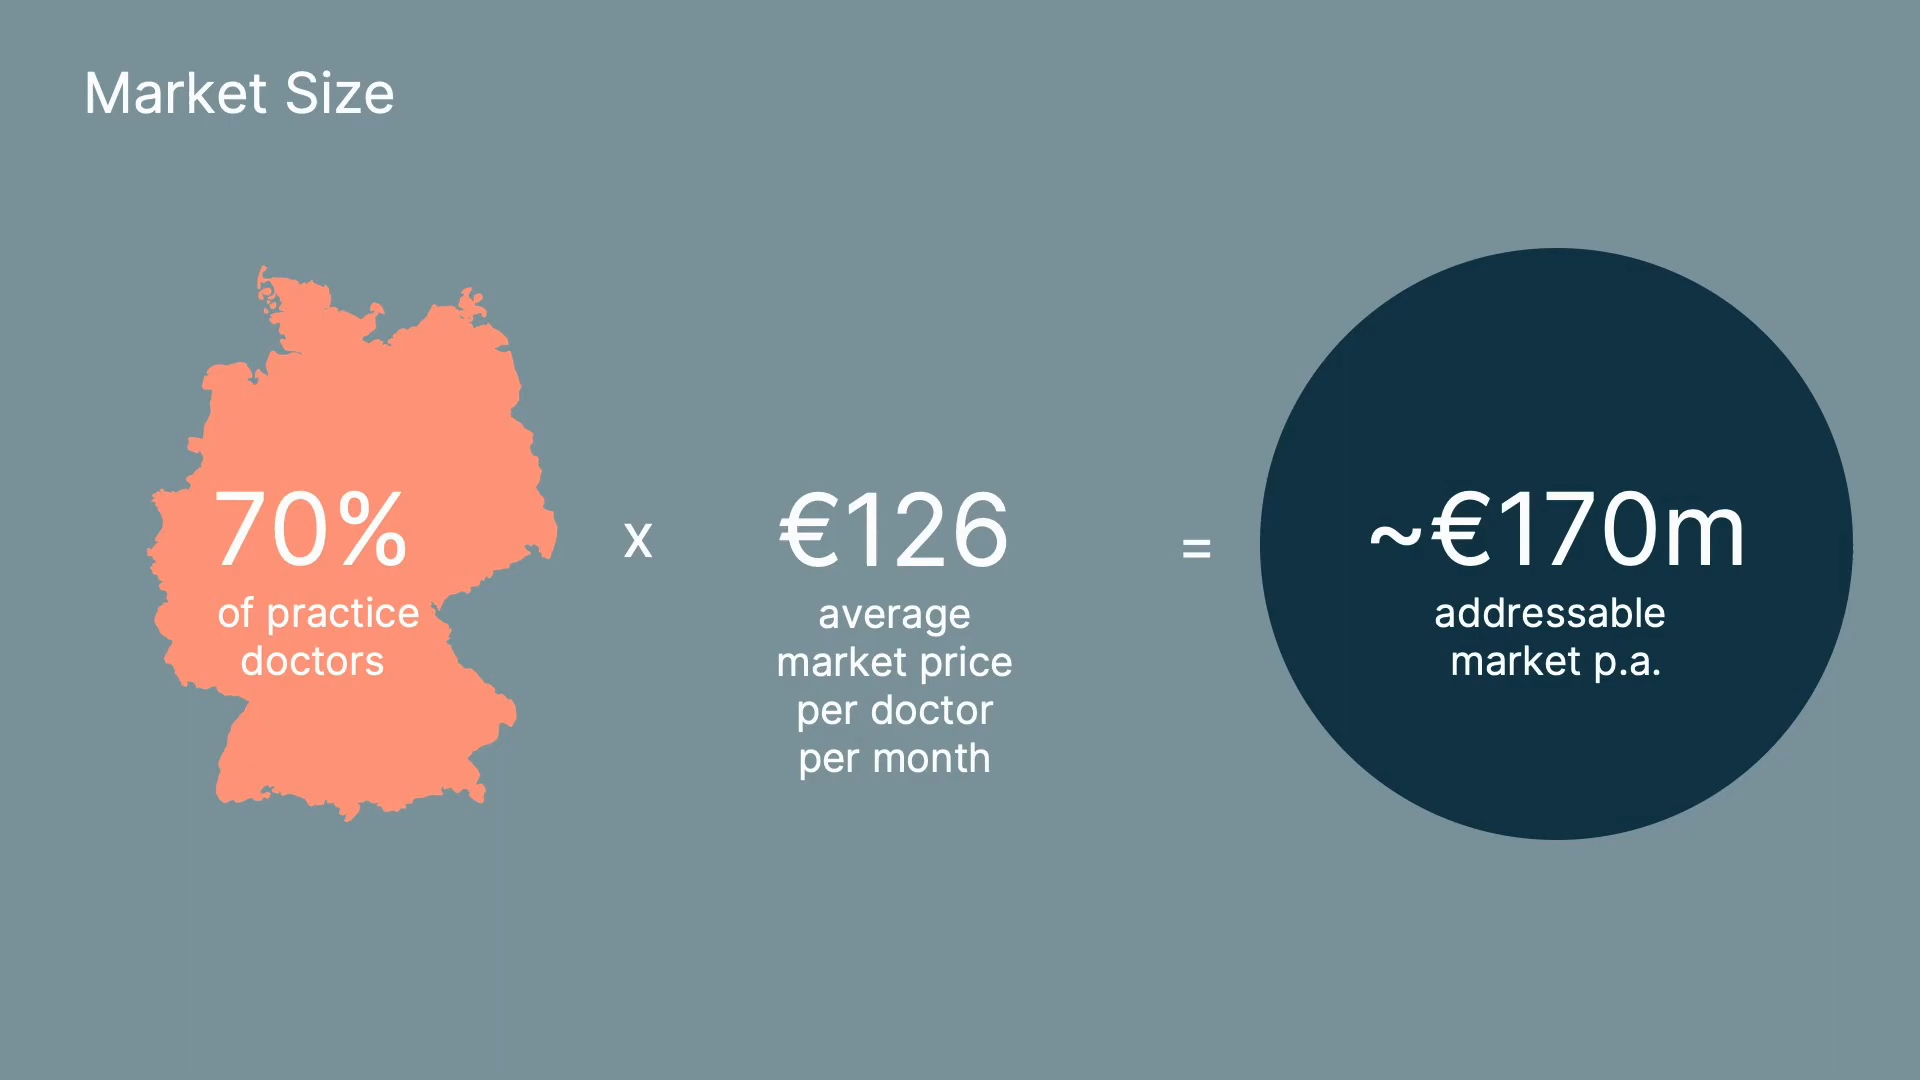 Market Size
70%
of practice
doctors
x
€126
average
market price
per doctor
per month
=
~€170m
addressable
market p.a.